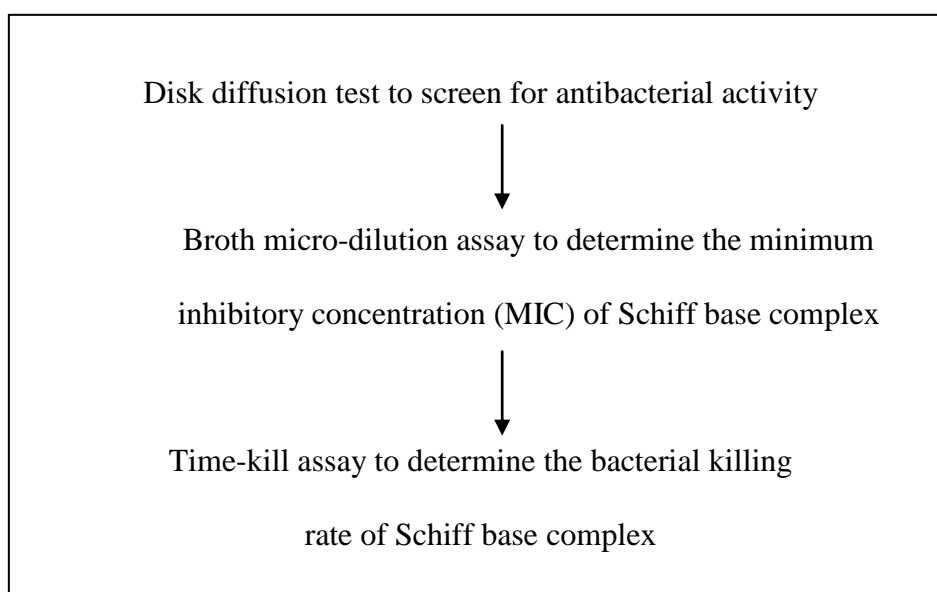 Disk diffusion test to screen for antibacterial activity
Broth micro-dilution assay to determine the minimum
inhibitory concentration (MIC) of Schiff base complex
Time-kill assay to determine the bacterial killing
rate of Schiff base complex